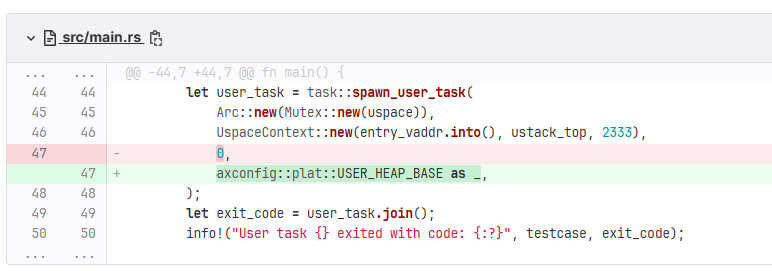 src/main.rs
... ... @@ -44,7 +44,7 @@ fn main() {
44 44 let user_task = task::spawn_user_task(
45 45 Arc::new(Mutex::new(uspace)),
46 46 UspaceContext::new(entry_vaddr.into(), ustack_top, 2333),
47 - 0,
47 + axconfig::plat::USER_HEAP_BASE as _,
48 48 );
49 49 let exit_code = user_task.join();
50 50 info!("User task {} exited with code: {:?}", testcase, exit_code);
... ...